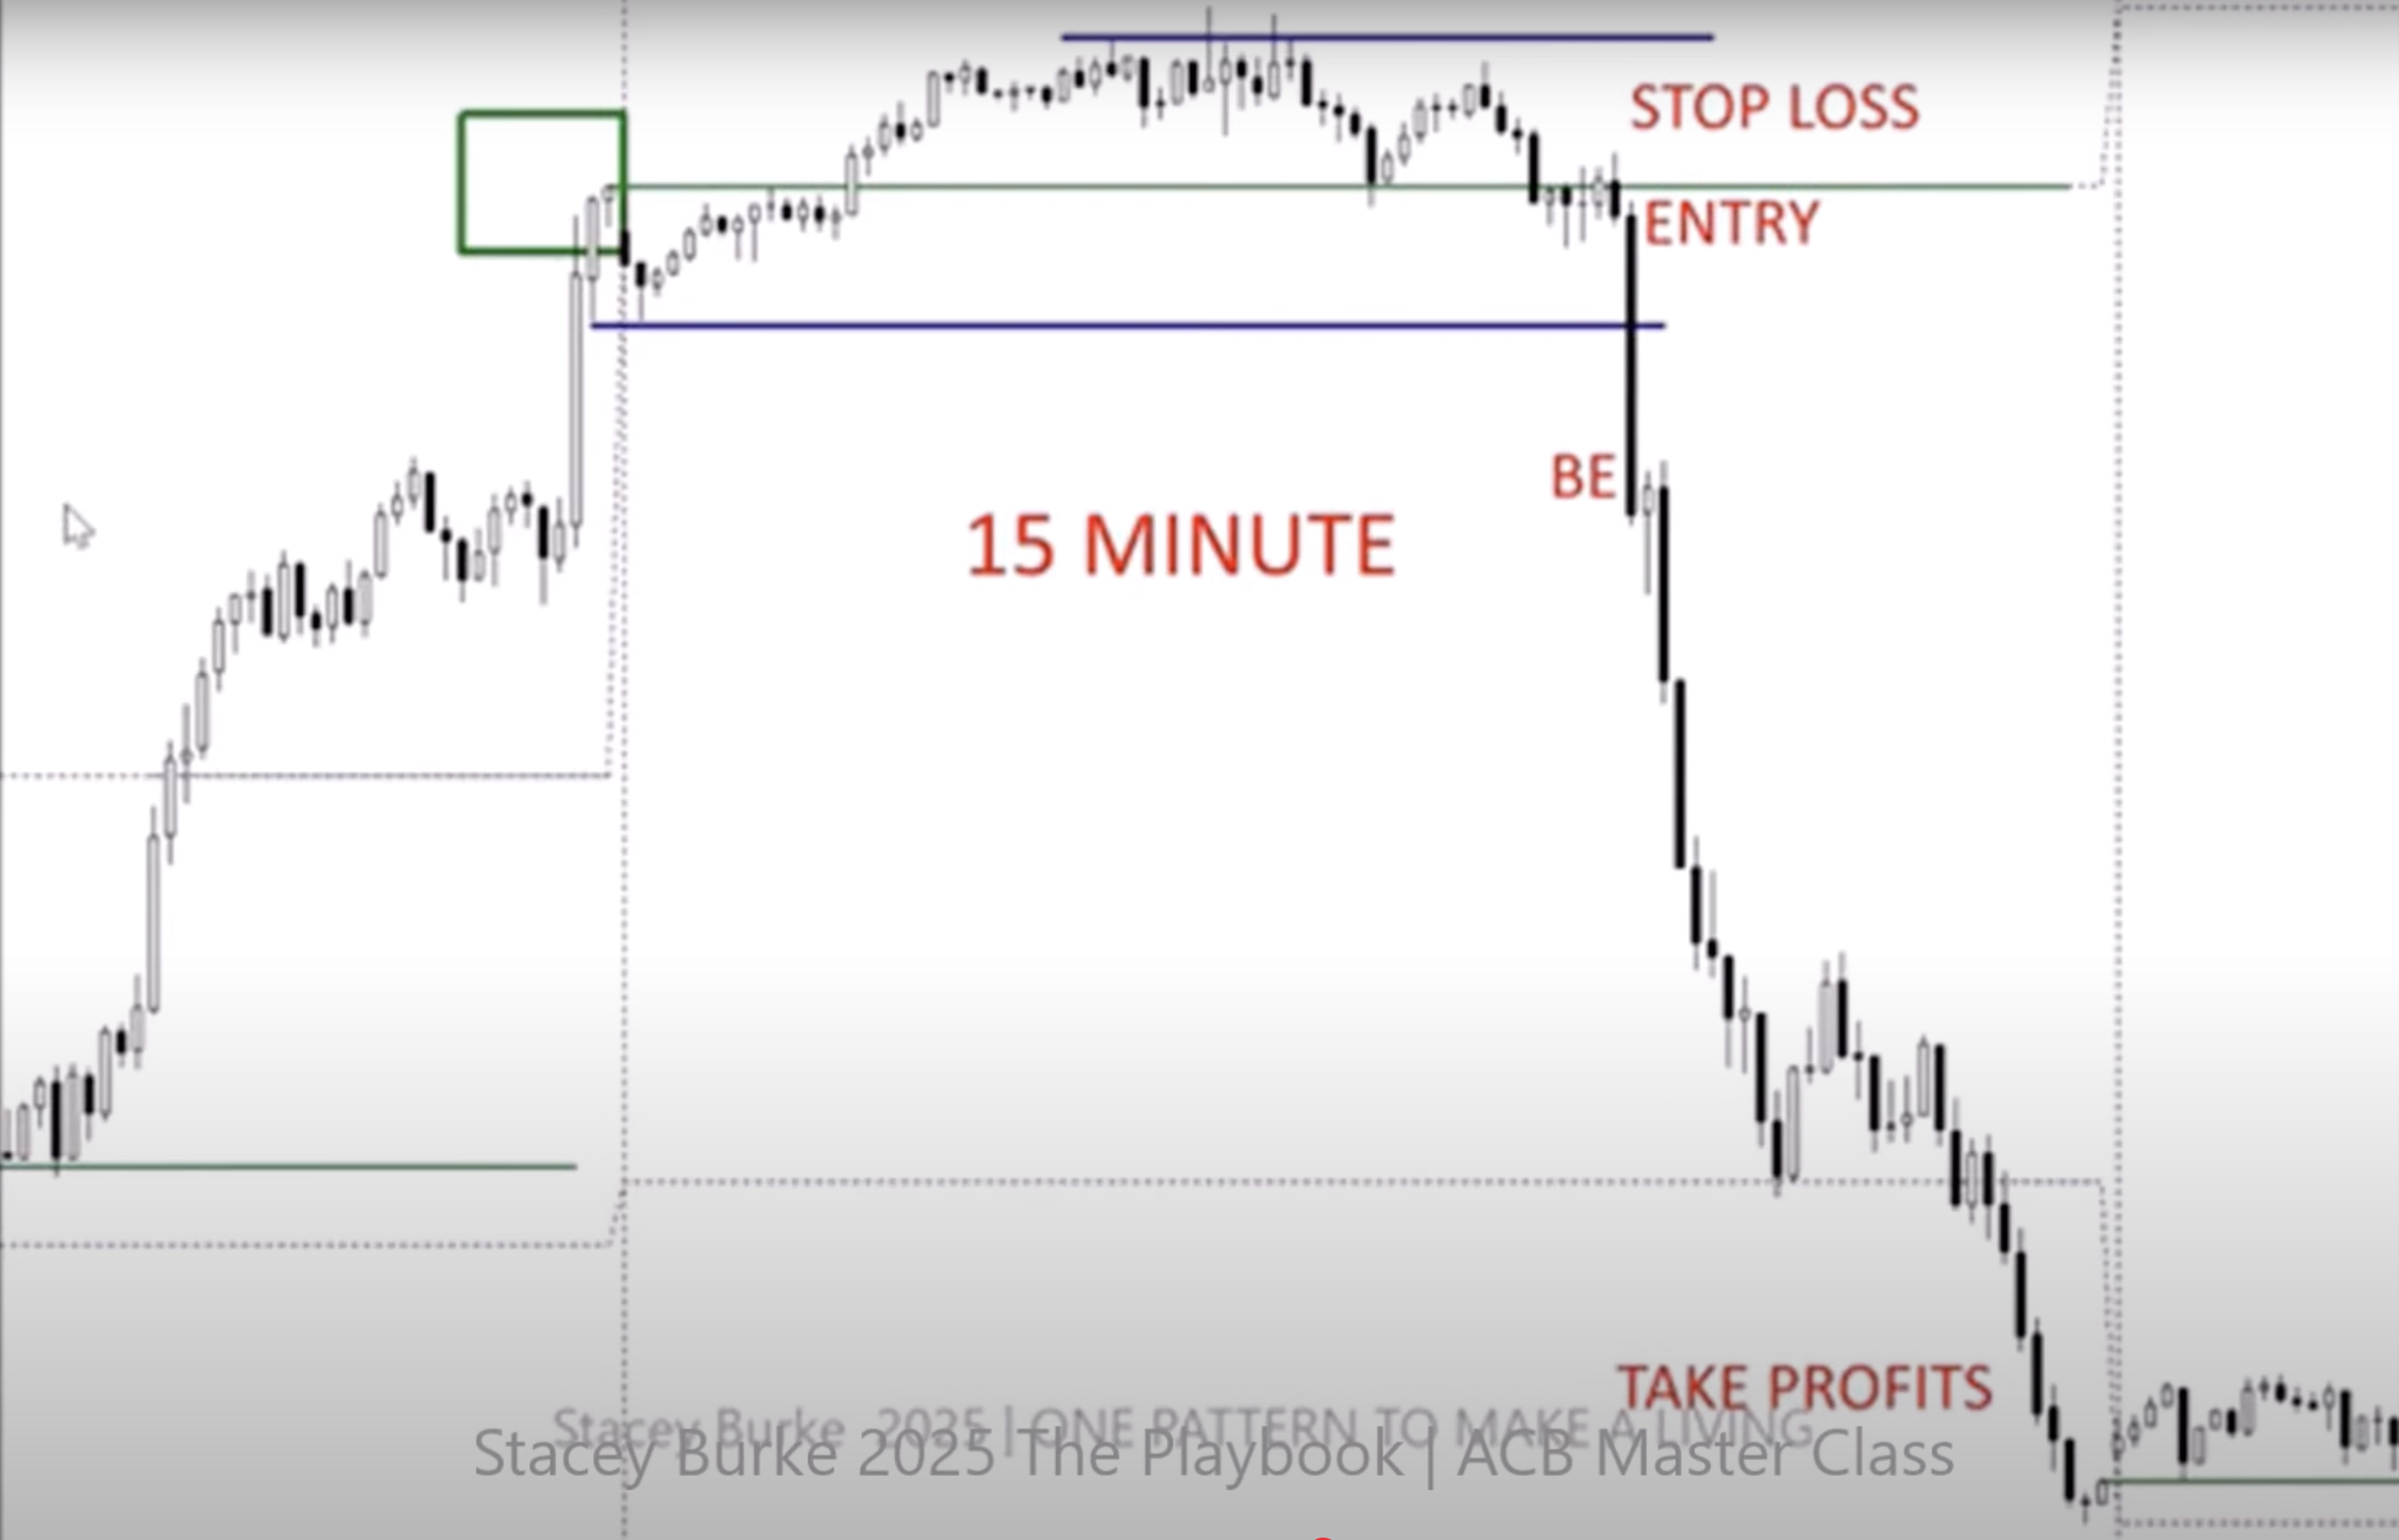 STOP LOSS
ENTRY
BE
15 MINUTE
TAKE PROFITS
Stacey Burke 2025 | ONE PATTERN TO MAKE A LIVING
Stacey Burke 2025 The Playbook | ACB Master Class